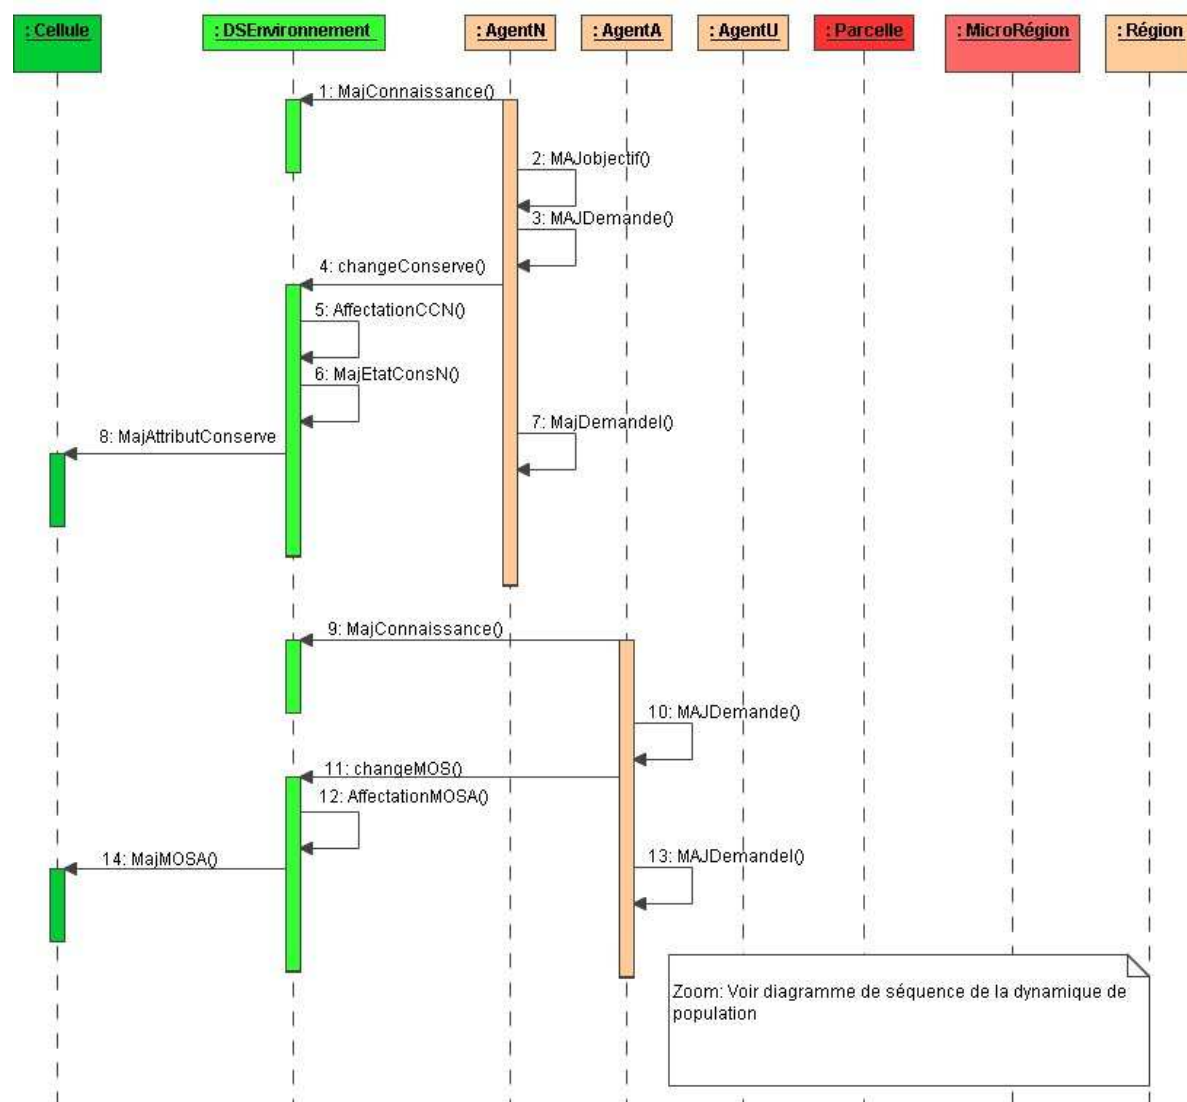 : Cellule
: DSEnvironnement
: AgentN
: AgentA
: AgentU
: Parcelle
: MicroRégion
: Région
1: MajConnaissance()
2: MAJobjectif()
3: MAJDemande()
4: changeConserve()
5: AffectationCCN()
6: MajEtatConsN()
7: MajDemandeI()
8: MajAttributConserve
9: MajConnaissance()
10: MAJDemande()
11: changeMOS()
12: AffectationMOSA()
13: MAJDemandeI()
14: MajMOSA()
Zoom: Voir diagramme de séquence de la dynamique de
population